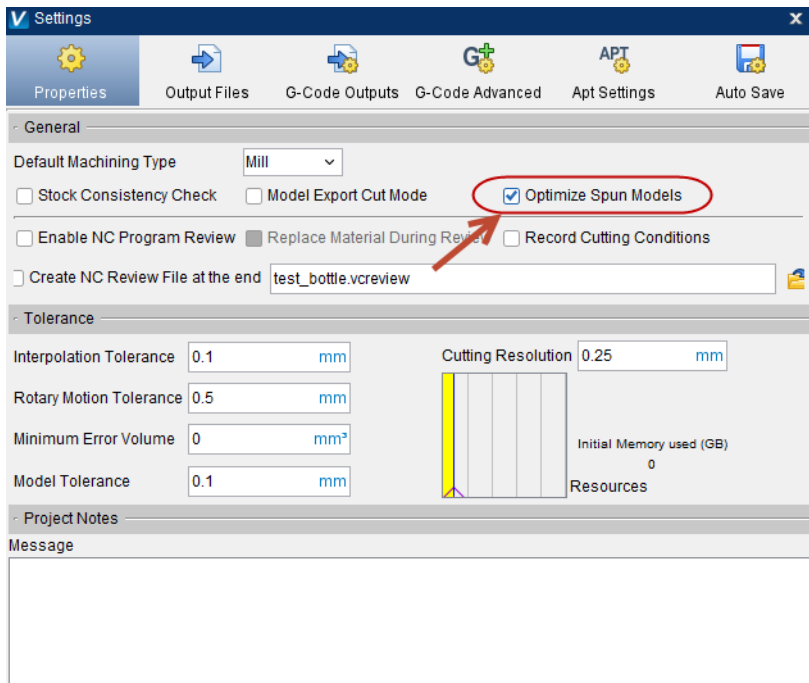 Settings
Properties Output Files G-Code Outputs G-Code Advanced Apt Settings Auto Save
General
Default Machining Type Mill
Stock Consistency Check Model Export Cut Mode Optimize Spun Models
Enable NC Program Review Replace Material During Review Record Cutting Conditions
Create NC Review File at the end test_bottle.vcreview
Tolerance
Interpolation Tolerance 0.1 mm Cutting Resolution 0.25 mm
Rotary Motion Tolerance 0.5 mm
Minimum Error Volume 0 mm³ Initial Memory used (GB)
0
Model Tolerance 0.1 mm Resources
Project Notes
Message